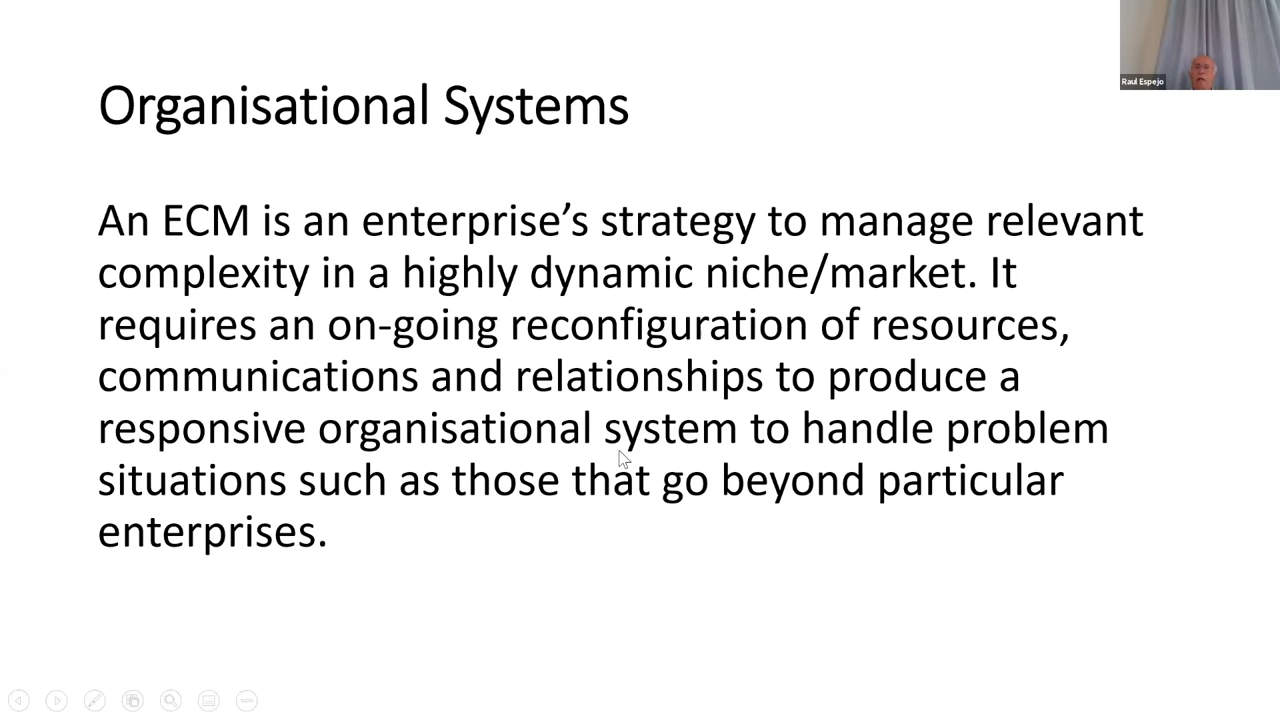 Raul Espejo
Organisational Systems
An ECM is an enterprise’s strategy to manage relevant
complexity in a highly dynamic niche/market. It
requires an on-going reconfiguration of resources,
communications and relationships to produce a
responsive organisational system to handle problem
situations such as those that go beyond particular
enterprises.